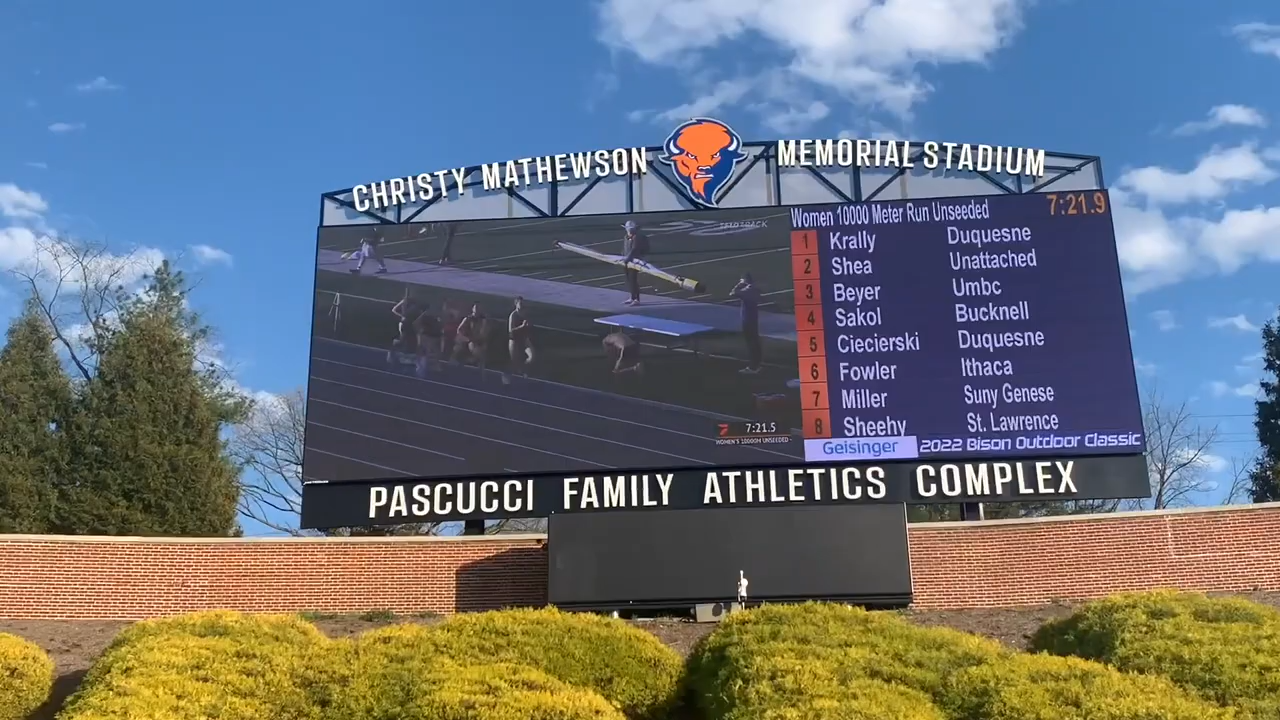 CHRISTY MATHEWSON MEMORIAL STADIUM
Women 10000 Meter Run Unseeded 7:21.9
1 Krally Duquesne
2 Shea Unattached
3 Beyer Umbc
4 Sakol Bucknell
5 Ciecierski Duquesne
6 Fowler Ithaca
7 Miller Suny Genese
8 Sheehy St. Lawrence
7:21.5
WOMEN'S 10000M UNSEEDED
Geisinger 2022 Bison Outdoor Classic
PASCUCCI FAMILY ATHLETICS COMPLEX